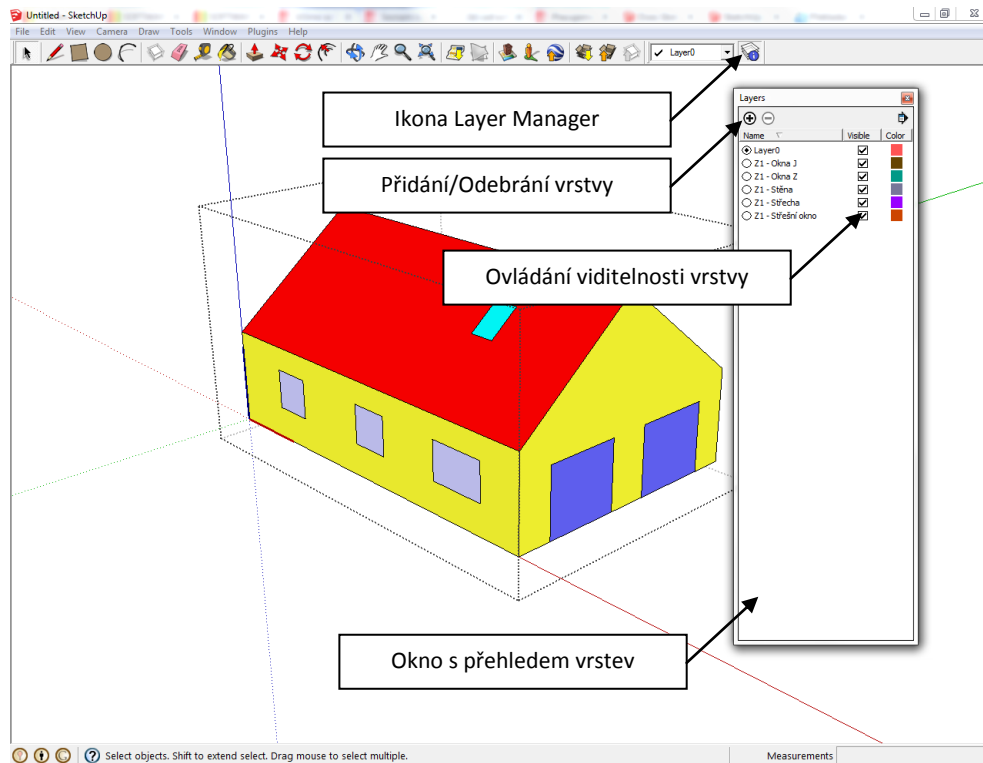 Untitled - SketchUp
File Edit View Camera Draw Tools Window Plugins Help
Layer0
Ikona Layer Manager
Layers
Name Visible Color
Layer0
Z1 - Okna J
Z1 - Okna Z
Z1 - Stěna
Z1 - Střecha
Z1 - Střešní okno
Přidání/Odebrání vrstvy
Ovládání viditelnosti vrstvy
Okno s přehledem vrstev
Select objects. Shift to extend select. Drag mouse to select multiple.
Measurements